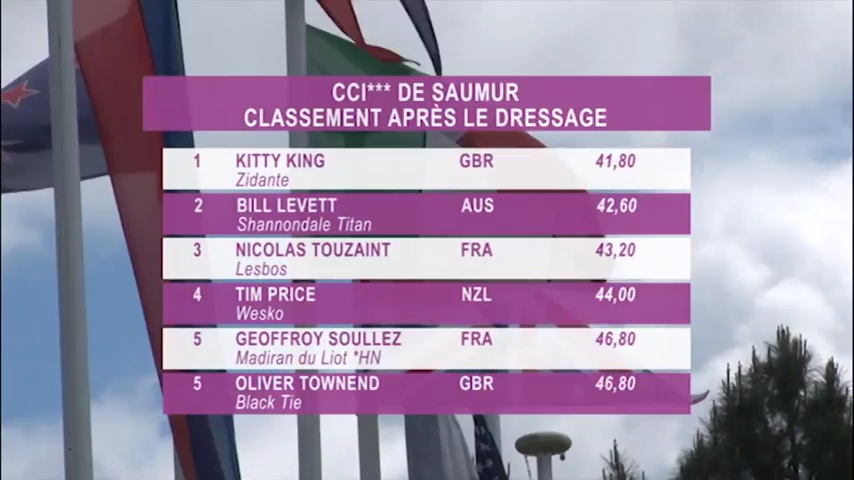 CCI*** DE SAUMUR
CLASSEMENT APRÈS LE DRESSAGE
1 KITTY KING GBR 41,80
Zidante
2 BILL LEVETT AUS 42,60
Shannondale Titan
3 NICOLAS TOUZAINT FRA 43,20
Lesbos
4 TIM PRICE NZL 44,00
Wesko
5 GEOFFROY SOULLEZ FRA 46,80
Madiran du Liot *HN
5 OLIVER TOWNEND GBR 46,80
Black Tie